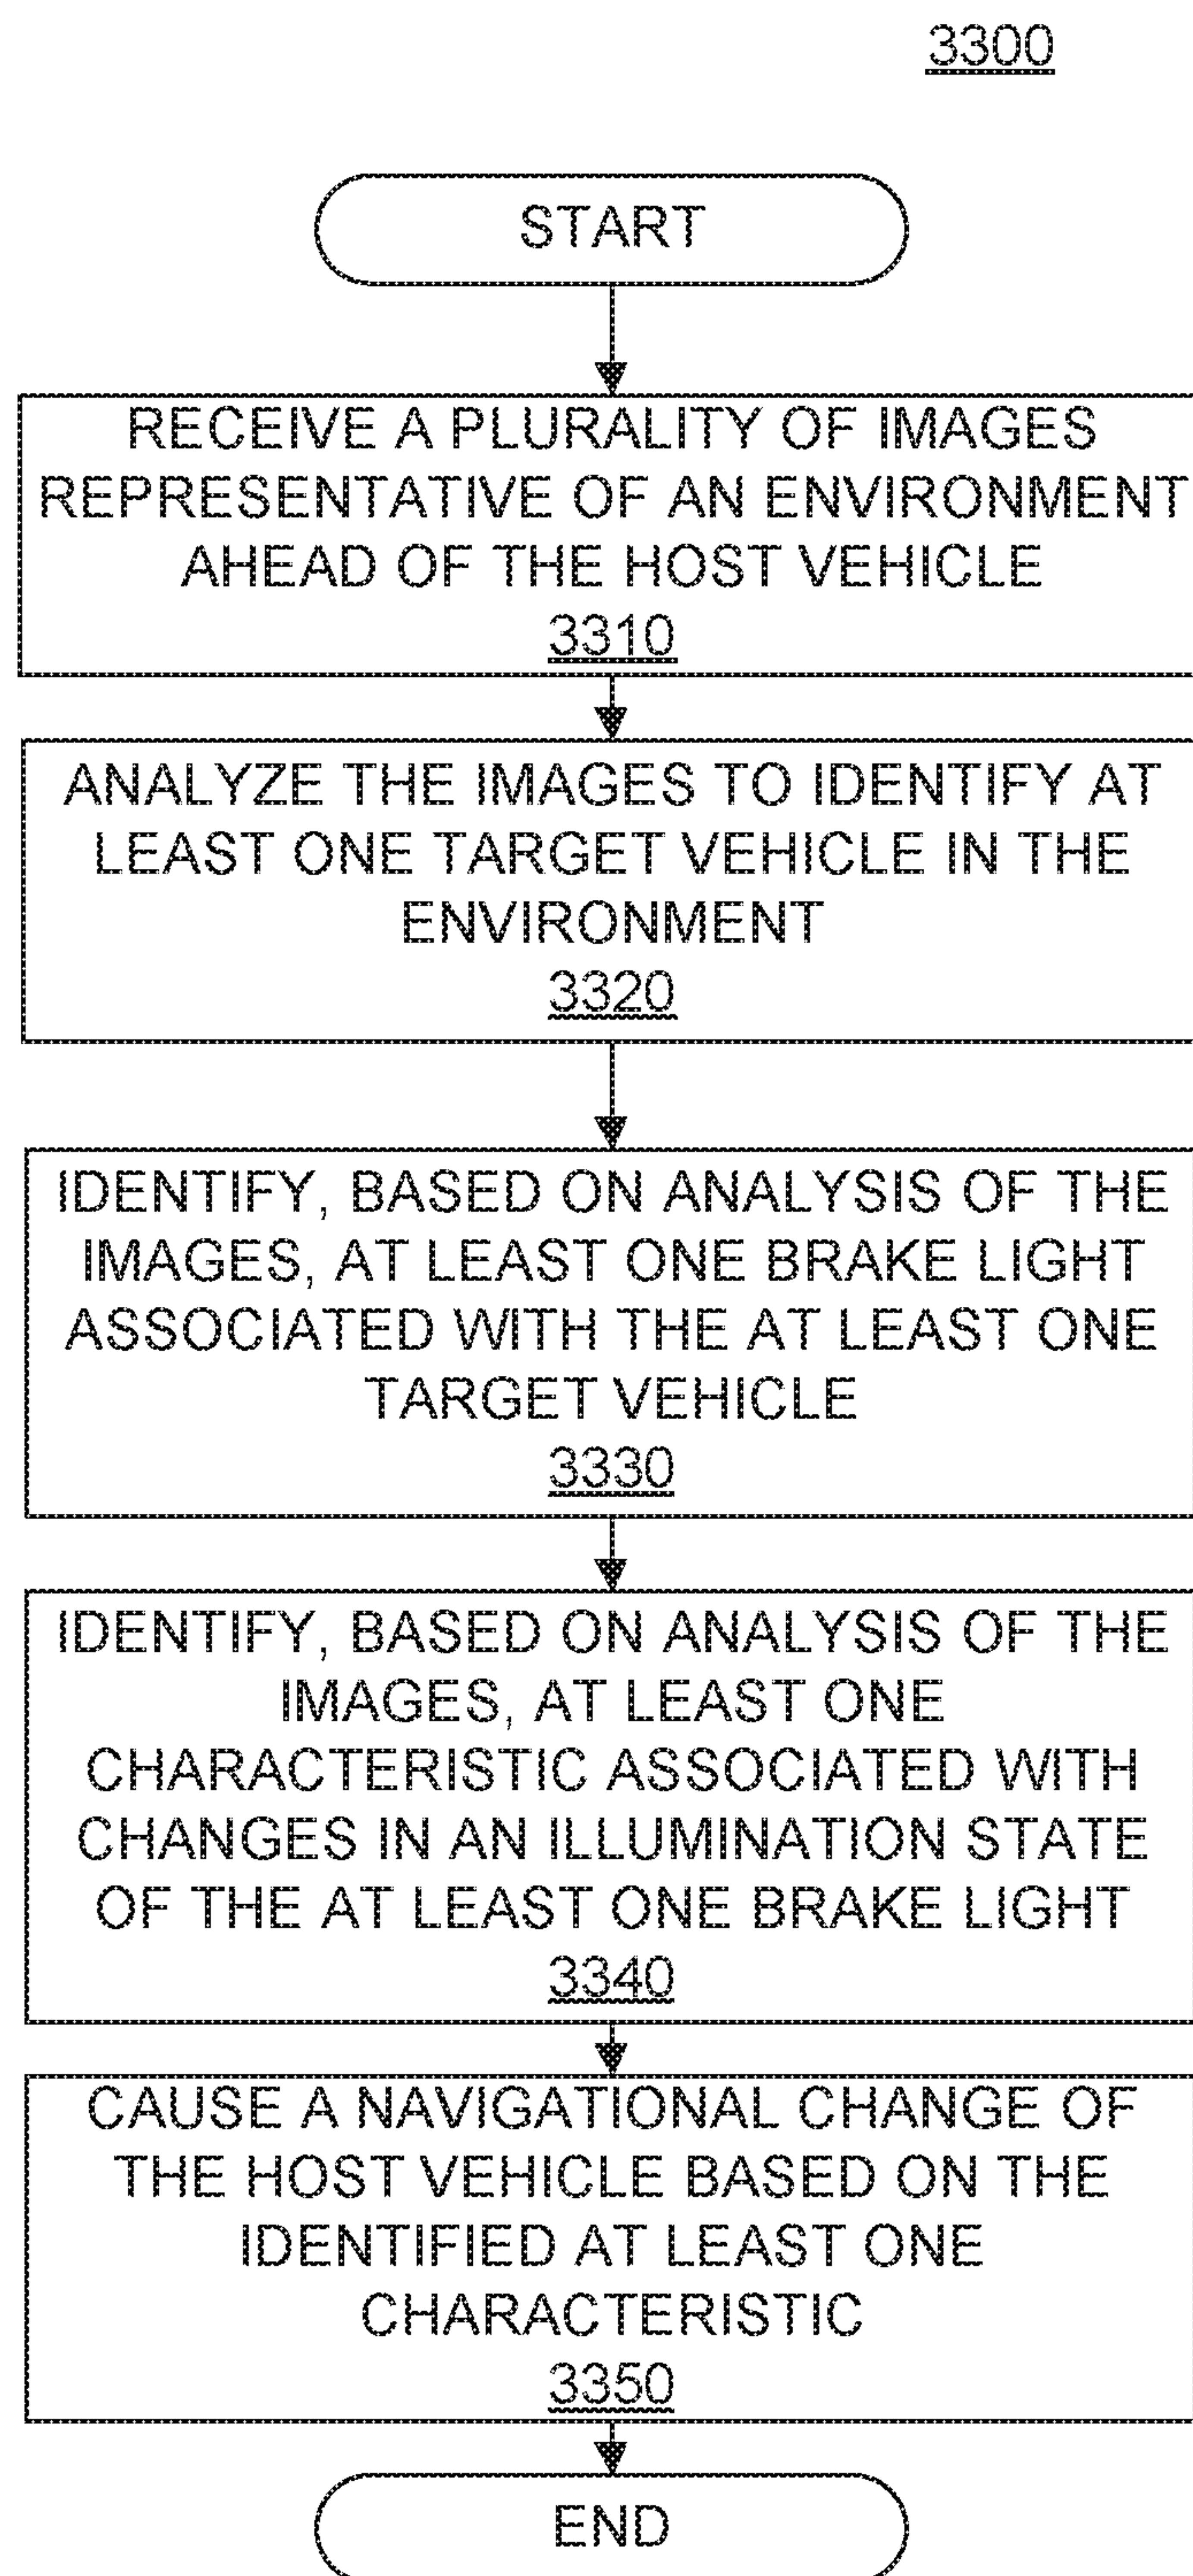 3300
START
RECEIVE A PLURALITY OF IMAGES
REPRESENTATIVE OF AN ENVIRONMENT
AHEAD OF THE HOST VEHICLE
3310
ANALYZE THE IMAGES TO IDENTIFY AT
LEAST ONE TARGET VEHICLE IN THE
ENVIRONMENT
3320
IDENTIFY, BASED ON ANALYSIS OF THE
IMAGES, AT LEAST ONE BRAKE LIGHT
ASSOCIATED WITH THE AT LEAST ONE
TARGET VEHICLE
3330
IDENTIFY, BASED ON ANALYSIS OF THE
IMAGES, AT LEAST ONE
CHARACTERISTIC ASSOCIATED WITH
CHANGES IN AN ILLUMINATION STATE
OF THE AT LEAST ONE BRAKE LIGHT
3340
CAUSE A NAVIGATIONAL CHANGE OF
THE HOST VEHICLE BASED ON THE
IDENTIFIED AT LEAST ONE
CHARACTERISTIC
3350
END